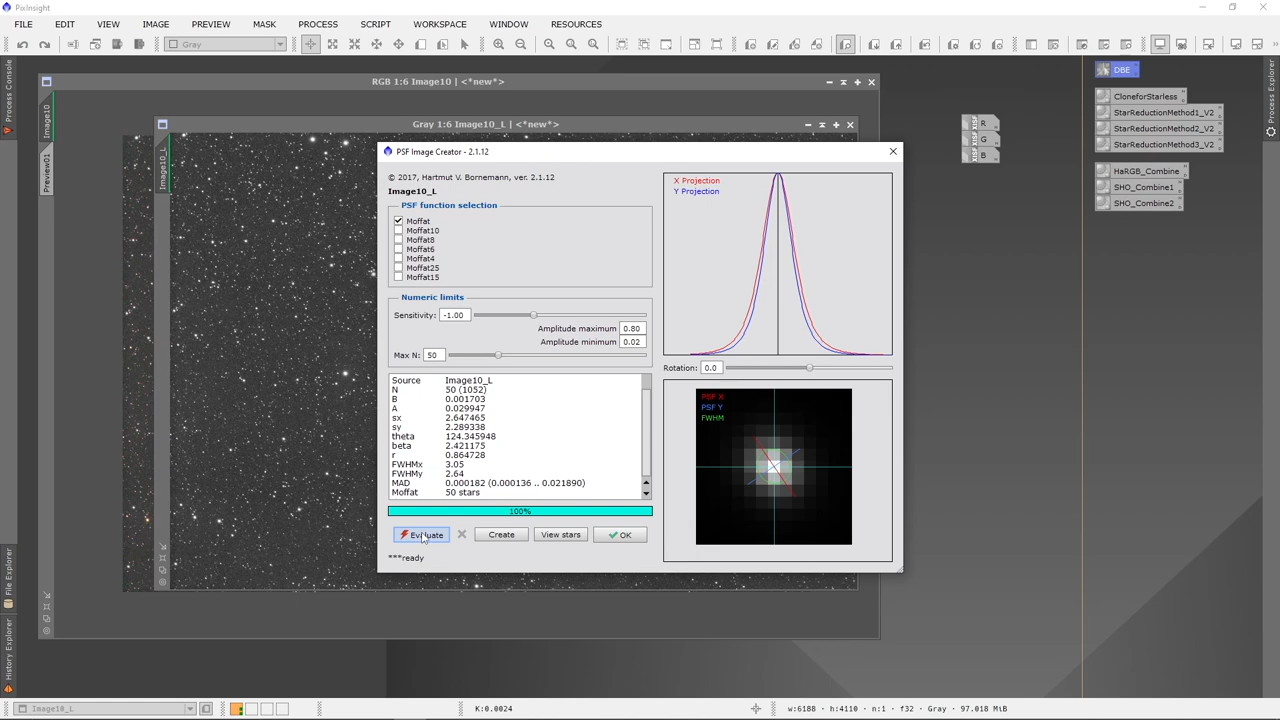 PixInsight
FILE EDIT VIEW IMAGE PREVIEW MASK PROCESS SCRIPT WORKSPACE WINDOW RESOURCES
Gray
Process Console
File Explorer
History Explorer
Process Explorer
RGB 1:6 Image10 | <*new*>
Image10
Preview01
Gray 1:6 Image10_L | <*new*>
Image10_L
PSF Image Creator - 2.1.12
© 2017, Hartmut V. Bornemann, ver. 2.1.12
Image10_L
PSF function selection
Moffat
Moffat10
Moffat8
Moffat6
Moffat4
Moffat25
Moffat15
Numeric limits
Sensitivity: -1.00
Amplitude maximum 0.80
Amplitude minimum 0.02
Max N: 50
Source Image10_L
N 50 (1052)
B 0.001703
A 0.029947
sx 2.647465
sy 2.289338
theta 124.345948
beta 2.421175
r 0.864728
FWHMx 3.05
FWHMy 2.64
MAD 0.000182 (0.000136 .. 0.021890)
Moffat 50 stars
100%
Evaluate Create View stars OK
***ready
X Projection
Y Projection
Rotation: 0.0
PSF X
PSF Y
FWHM
R
G
B
DBE
CloneforStarless
StarReductionMethod1_V2
StarReductionMethod2_V2
StarReductionMethod3_V2
HaRGB_Combine
SHO_Combine1
SHO_Combine2
Image10_L
K:0.0024
w:6188 · h:4110 · n:1 · f32 · Gray · 97.018 MiB